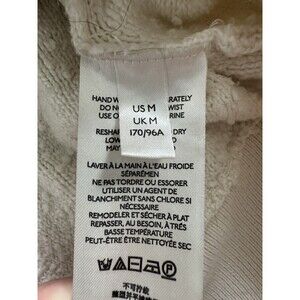 US M
UK M
170/96A
HAND W RATELY
DO NO WIST
USE O RINE
RESHA DRY
LOW
MAY
LAVER À LA MAIN À L'EAU FROIDE
SÉPARÉMEN
NE PAS TORDRE OU ESSORER
UTILISER UN AGENT DE
BLANCHIMENT SANS CHLORE SI
NÉCESSAIRE
REMODELER ET SÉCHER À PLAT
REPASSER, AU BESOIN, À TRÈS
BASSE TEMPÉRATURE
PEUT-ÊTRE ÊTRE NETTOYÉE SEC
不可拧绞